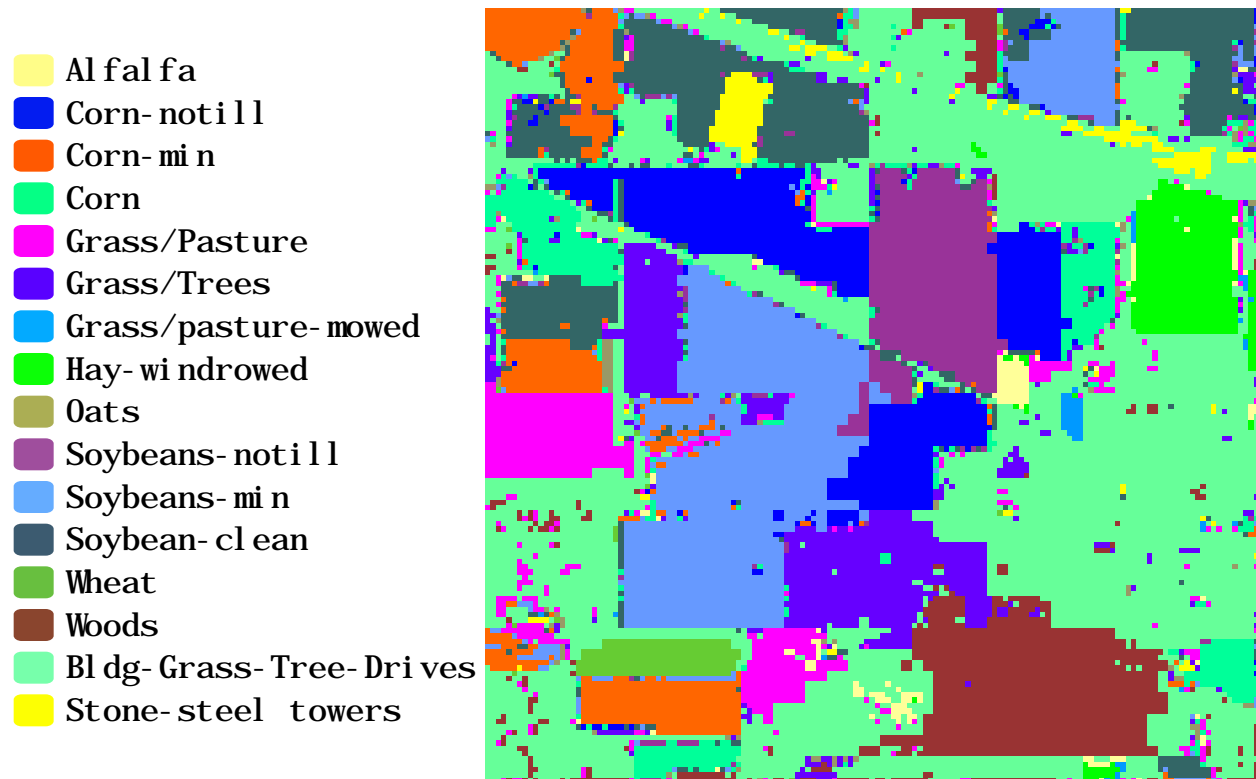 Alfalfa
Corn-notill
Corn-min
Corn
Grass/Pasture
Grass/Trees
Grass/pasture-mowed
Hay-windrowed
Oats
Soybeans-notill
Soybeans-min
Soybean-clean
Wheat
Woods
Bldg-Grass-Tree-Drives
Stone-steel towers